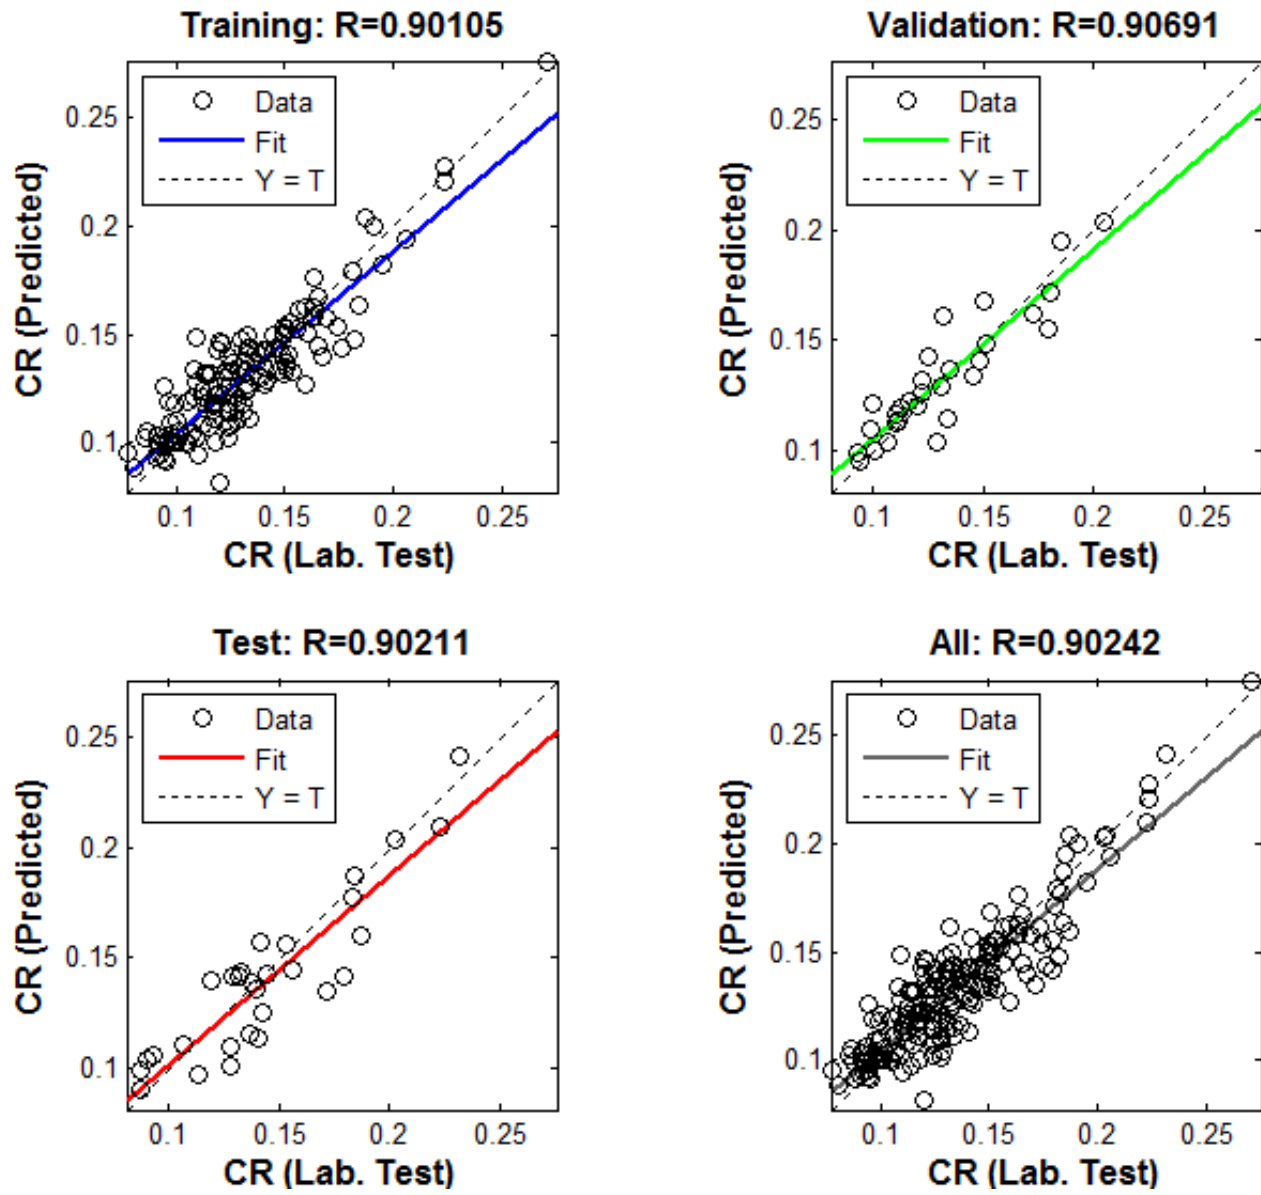 Training: R=0.90105
Data
Fit
Y = T
0.25
0.2
0.15
0.1
CR (Predicted)
0.1 0.15 0.2 0.25
CR (Lab. Test)
Validation: R=0.90691
Data
Fit
Y = T
0.25
0.2
0.15
0.1
CR (Predicted)
0.1 0.15 0.2 0.25
CR (Lab. Test)
Test: R=0.90211
Data
Fit
Y = T
0.25
0.2
0.15
0.1
CR (Predicted)
0.1 0.15 0.2 0.25
CR (Lab. Test)
All: R=0.90242
Data
Fit
Y = T
0.25
0.2
0.15
0.1
CR (Predicted)
0.1 0.15 0.2 0.25
CR (Lab. Test)